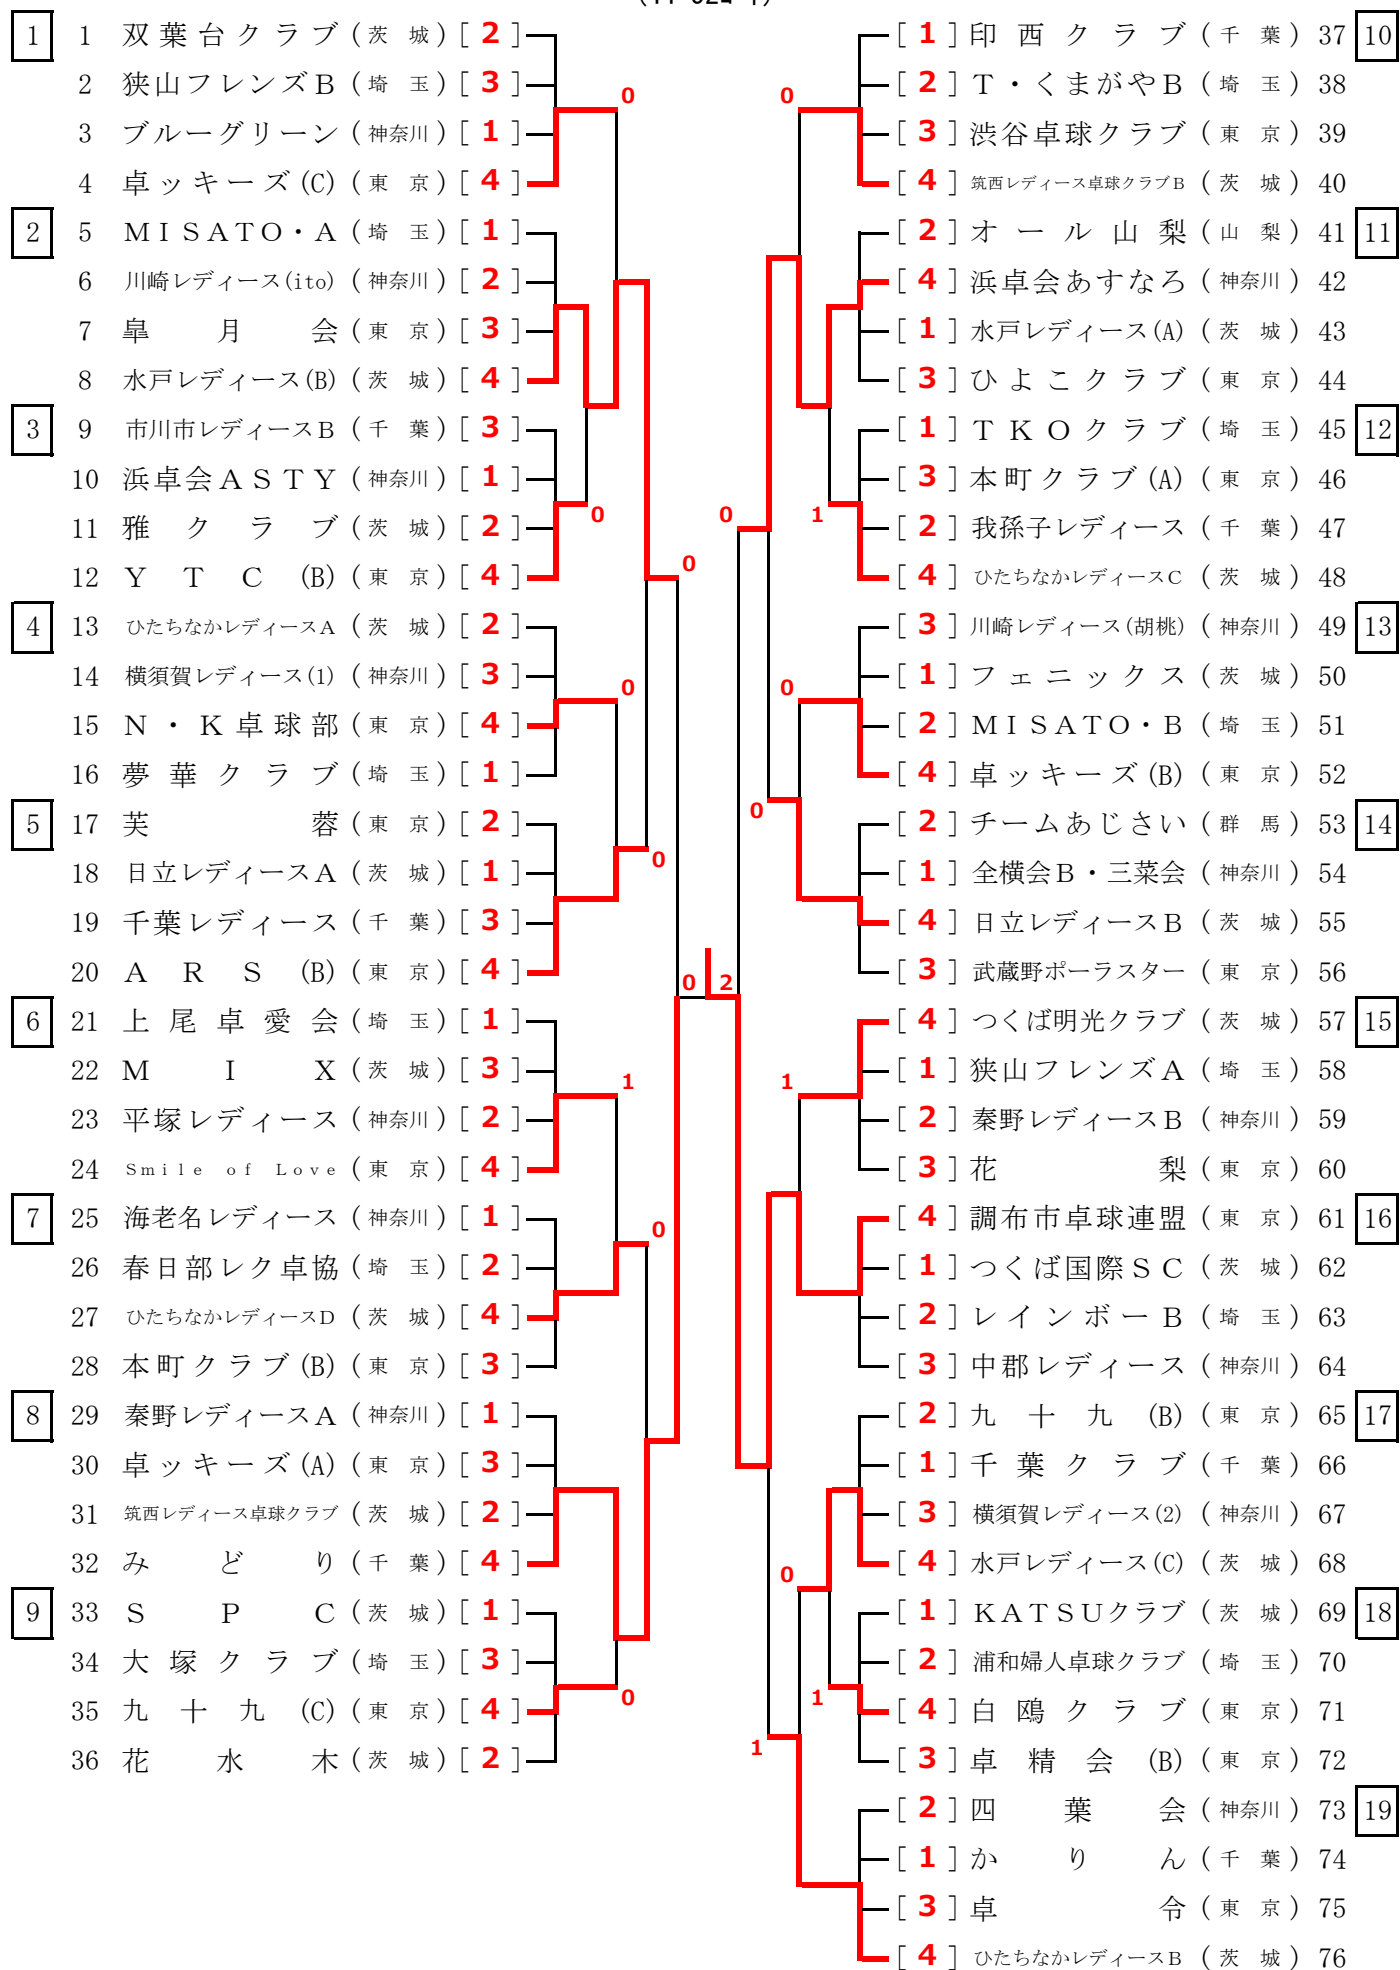 1 1 双葉台クラブ (茨 城) [ 2 ]
2 狭山フレンズB (埼 玉) [ 3 ]
3 ブルーグリーン (神奈川) [ 1 ]
4 卓ッキーズ(C) (東 京) [ 4 ]
2 5 MISATO・A (埼 玉) [ 1 ]
6 川崎レディース(ito) (神奈川) [ 2 ]
7 皐月会 (東 京) [ 3 ]
8 水戸レディース(B) (茨 城) [ 4 ]
3 9 市川市レディースB (千 葉) [ 3 ]
10 浜卓会ASTY (神奈川) [ 1 ]
11 雅クラブ (茨 城) [ 2 ]
12 YTC (B) (東 京) [ 4 ]
4 13 ひたちなかレディースA (茨 城) [ 2 ]
14 横須賀レディース(1) (神奈川) [ 3 ]
15 N・K卓球部 (東 京) [ 4 ]
16 夢華クラブ (埼 玉) [ 1 ]
5 17 芙蓉 (東 京) [ 2 ]
18 日立レディースA (茨 城) [ 1 ]
19 千葉レディース (千 葉) [ 3 ]
20 ARS (B) (東 京) [ 4 ]
6 21 上尾卓愛会 (埼 玉) [ 1 ]
22 MIX (茨 城) [ 3 ]
23 平塚レディース (神奈川) [ 2 ]
24 Smile of Love (東 京) [ 4 ]
7 25 海老名レディース (神奈川) [ 1 ]
26 春日部レク卓協 (埼 玉) [ 2 ]
27 ひたちなかレディースD (茨 城) [ 4 ]
28 本町クラブ(B) (東 京) [ 3 ]
8 29 秦野レディースA (神奈川) [ 1 ]
30 卓ッキーズ(A) (東 京) [ 3 ]
31 筑西レディース卓球クラブ (茨 城) [ 2 ]
32 みどり (千 葉) [ 4 ]
9 33 SPC (茨 城) [ 1 ]
34 大塚クラブ (埼 玉) [ 3 ]
35 九十九 (C) (東 京) [ 4 ]
36 花水木 (茨 城) [ 2 ]
0
0
0
0
0
1
0
0
0
0 2
0
0
1
0
0
1
0
1
1
[ 1 ] 印西クラブ (千 葉) 37 10
[ 2 ] T・くまがやB (埼 玉) 38
[ 3 ] 渋谷卓球クラブ (東 京) 39
[ 4 ] 筑西レディース卓球クラブB (茨 城) 40
[ 2 ] オール山梨 (山 梨) 41 11
[ 4 ] 浜卓会あすなろ (神奈川) 42
[ 1 ] 水戸レディース(A) (茨 城) 43
[ 3 ] ひよこクラブ (東 京) 44
[ 1 ] TKOクラブ (埼 玉) 45 12
[ 3 ] 本町クラブ(A) (東 京) 46
[ 2 ] 我孫子レディース (千 葉) 47
[ 4 ] ひたちなかレディースC (茨 城) 48
[ 3 ] 川崎レディース(胡桃) (神奈川) 49 13
[ 1 ] フェニックス (茨 城) 50
[ 2 ] MISATO・B (埼 玉) 51
[ 4 ] 卓ッキーズ(B) (東 京) 52
[ 2 ] チームあじさい (群 馬) 53 14
[ 1 ] 全横会B・三菜会 (神奈川) 54
[ 4 ] 日立レディースB (茨 城) 55
[ 3 ] 武蔵野ポーラスター (東 京) 56
[ 4 ] つくば明光クラブ (茨 城) 57 15
[ 1 ] 狭山フレンズA (埼 玉) 58
[ 2 ] 秦野レディースB (神奈川) 59
[ 3 ] 花梨 (東 京) 60
[ 4 ] 調布市卓球連盟 (東 京) 61 16
[ 1 ] つくば国際SC (茨 城) 62
[ 2 ] レインボーB (埼 玉) 63
[ 3 ] 中郡レディース (神奈川) 64
[ 2 ] 九十九 (B) (東 京) 65 17
[ 1 ] 千葉クラブ (千 葉) 66
[ 3 ] 横須賀レディース(2) (神奈川) 67
[ 4 ] 水戸レディース(C) (茨 城) 68
[ 1 ] KATSUクラブ (茨 城) 69 18
[ 2 ] 浦和婦人卓球クラブ (埼 玉) 70
[ 4 ] 白鴎クラブ (東 京) 71
[ 3 ] 卓精会 (B) (東 京) 72
[ 2 ] 四葉会 (神奈川) 73 19
[ 1 ] かりん (千 葉) 74
[ 3 ] 卓令 (東 京) 75
[ 4 ] ひたちなかレディースB (茨 城) 76